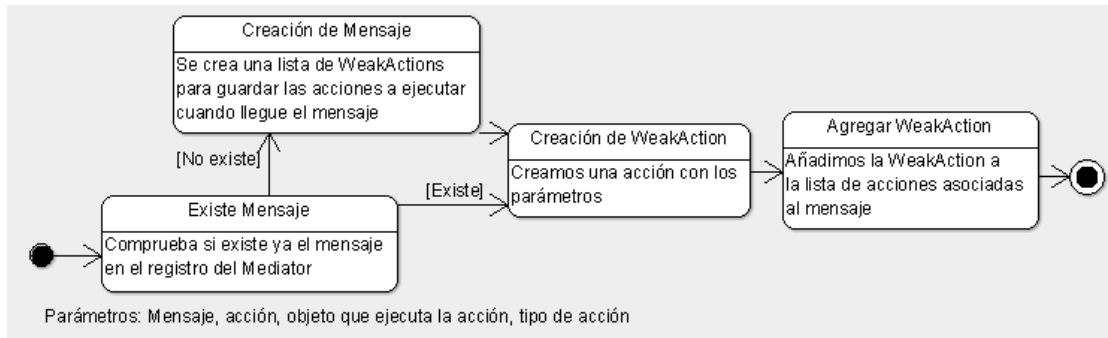 Creación de Mensaje
Se crea una lista de WeakActions
para guardar las acciones a ejecutar
cuando llegue el mensaje
[No existe]
Existe Mensaje
Comprueba si existe ya el mensaje
en el registro del Mediator
[Existe]
Creación de WeakAction
Creamos una acción con los
parámetros
Agregar WeakAction
Añadimos la WeakAction a
la lista de acciones asociadas
al mensaje
Parámetros: Mensaje, acción, objeto que ejecuta la acción, tipo de acción